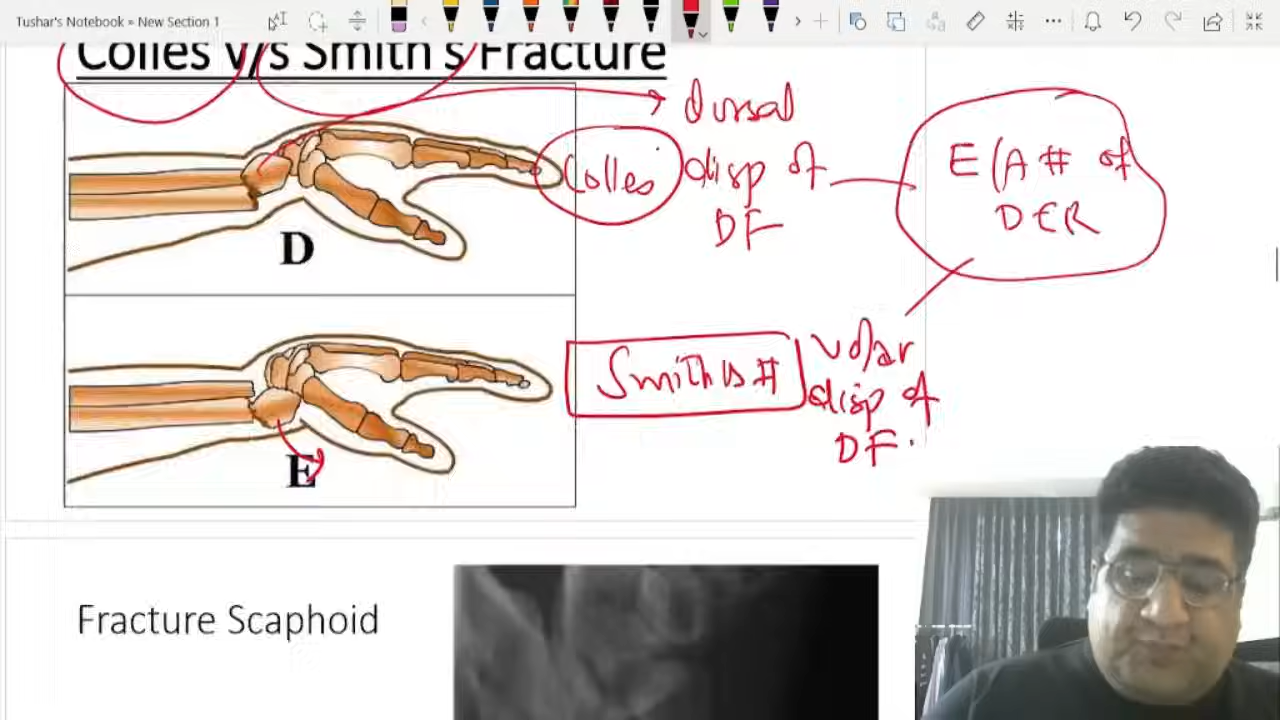 Tushar's Notebook » New Section 1
Colles v/s Smith's Fracture
dorsal
Colles'
disp of
DF
E/A # of
DER
D
Smith's #
volar
disp of
DF.
E
Fracture Scaphoid